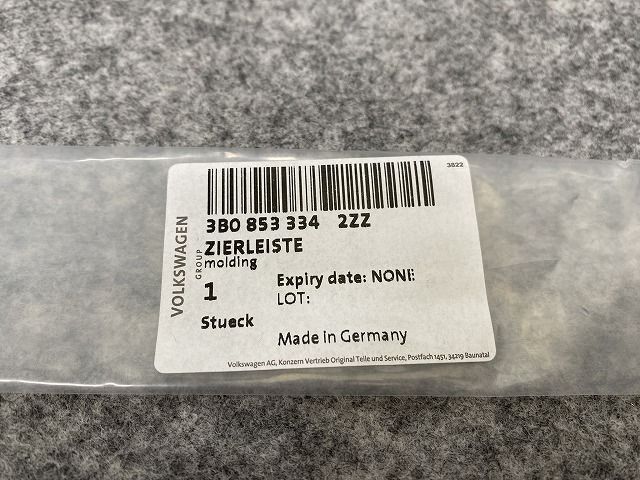 3822
VOLKSWAGEN
GROUP
3B0 853 334 2ZZ
ZIERLEISTE
molding
1
Expiry date: NONE
LOT:
Stueck
Made in Germany
Volkswagen AG, Konzern Vertrieb Original Teile und Service, Postfach 1451, 34219 Baunatal